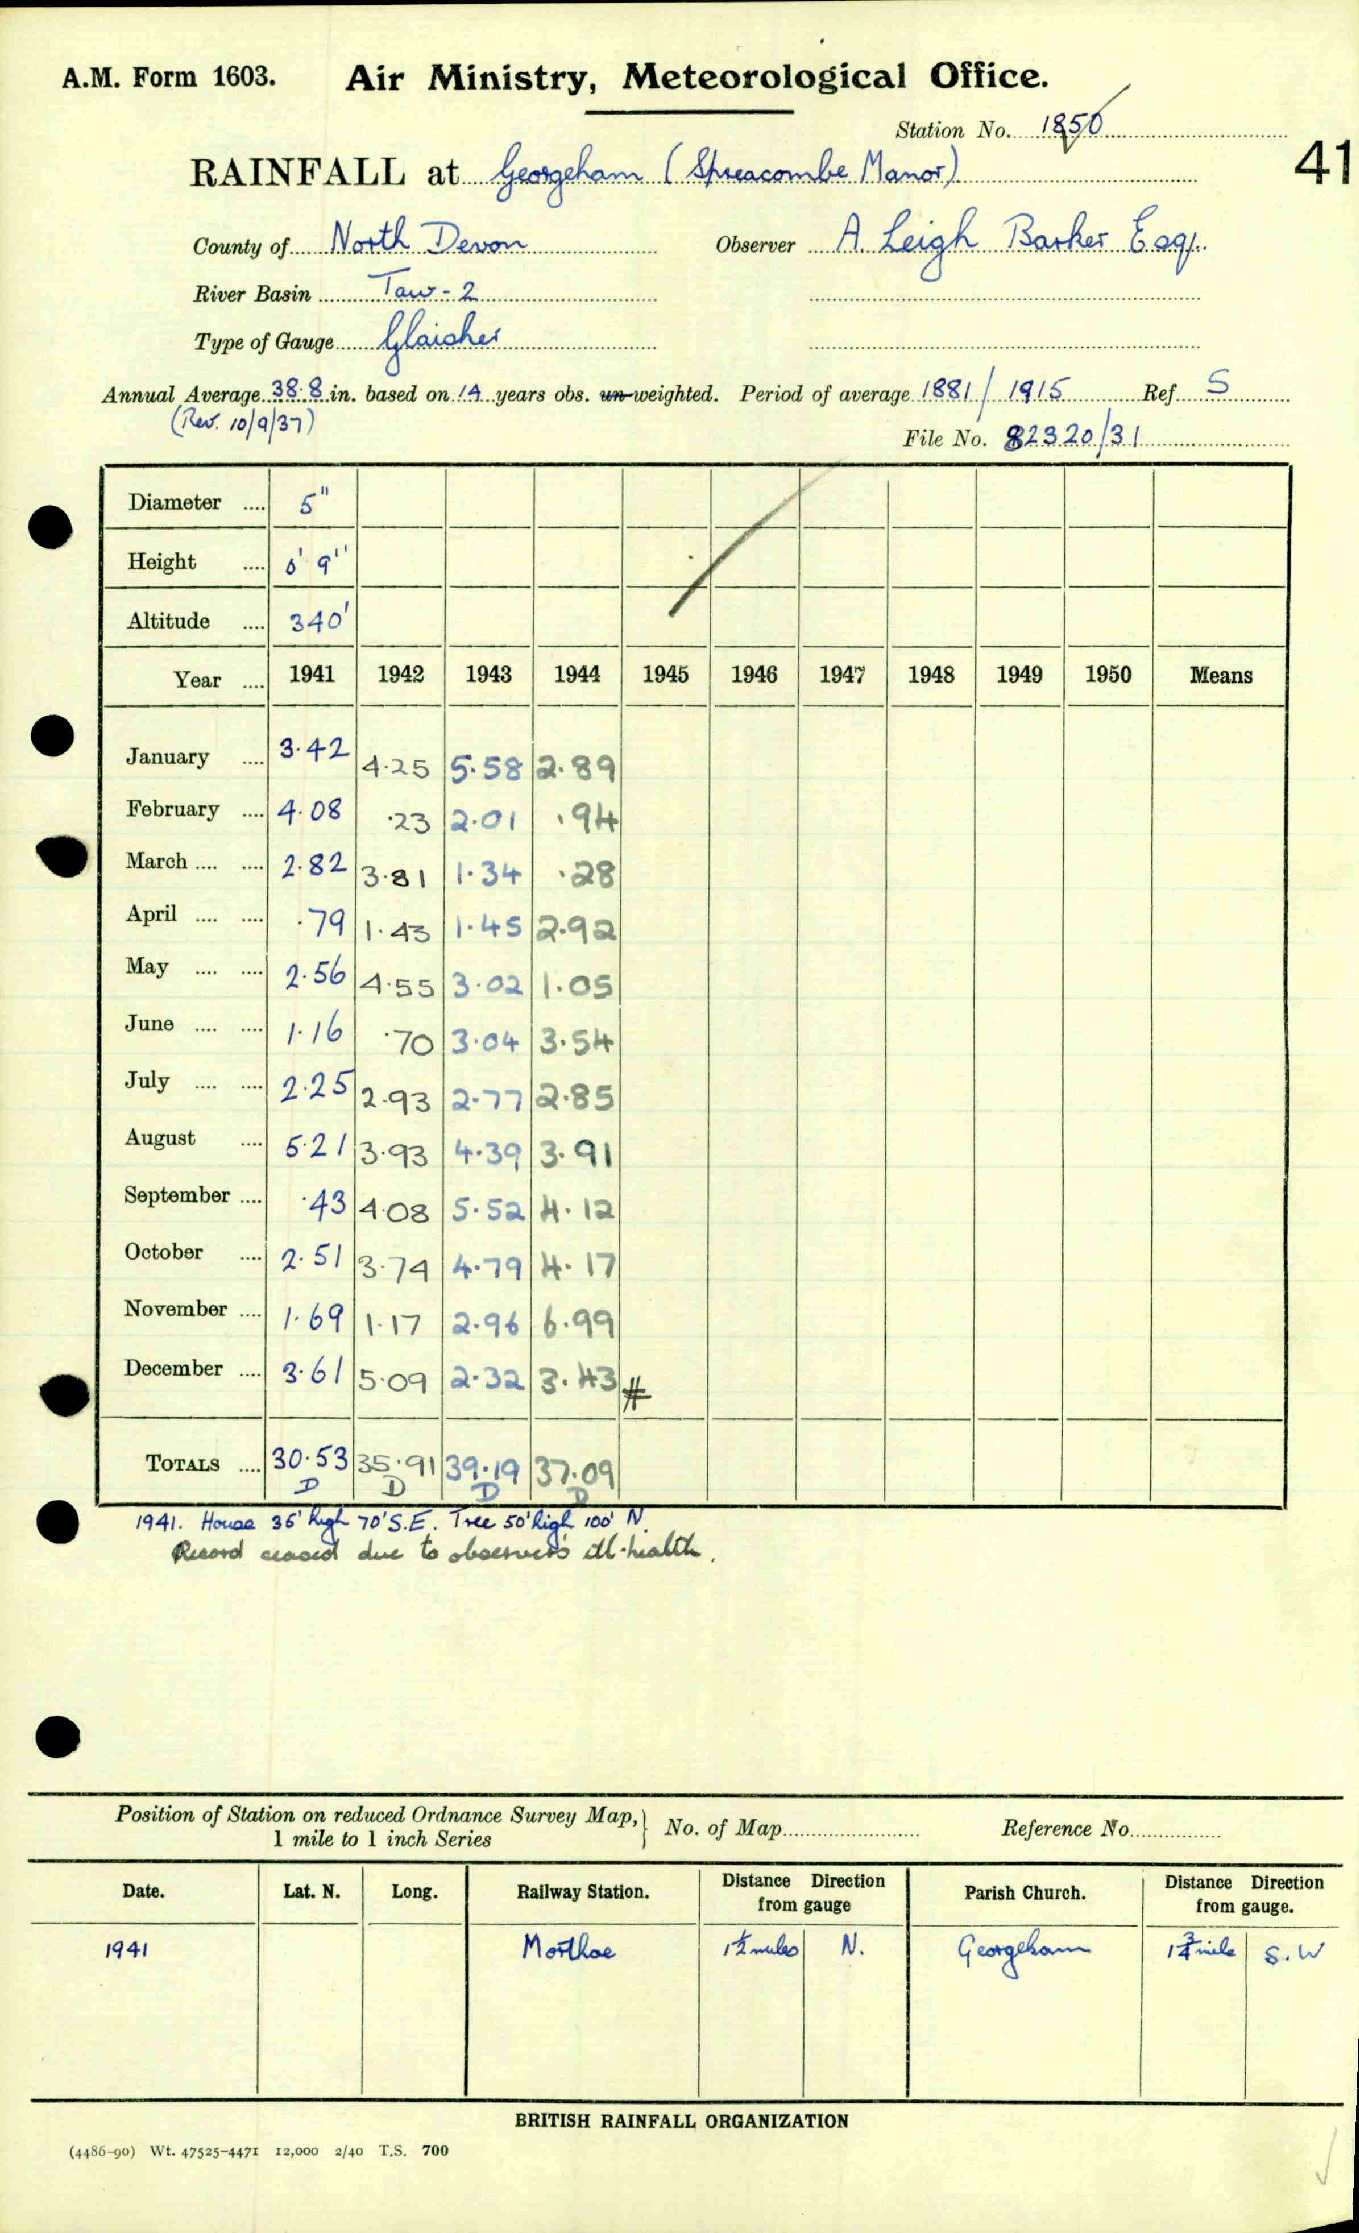 A.M. Form 1603. Air Ministry, Meteorological Office.
Station No. 1850
41
RAINFALL at Georgeham (Spreacombe Manor)
County of North Devon Observer A. Leigh Barker Esq.
River Basin Taw-2
Type of Gauge Glaisher
Annual Average 38.8 in. based on 14 years obs. un-weighted. Period of average 1881/1915 Ref. S
(Rev. 10/9/37)
File No. 82320/31
Diameter .... 5"
Height .... 0' 9"
Altitude .... 340'
Year .... 1941 1942 1943 1944 1945 1946 1947 1948 1949 1950 Means
January .... 3.42 4.25 5.58 2.89
February .... 4.08 .23 2.01 .94
March .... .... 2.82 3.81 1.34 .28
April .... .... .79 1.43 1.45 2.92
May .... .... 2.56 4.55 3.02 1.05
June .... .... 1.16 .70 3.04 3.54
July .... .... 2.25 2.93 2.77 2.85
August .... 5.21 3.93 4.39 3.91
September .... .43 4.08 5.52 4.12
October .... 2.51 3.74 4.79 4.17
November .... 1.69 1.17 2.96 6.99
December .... 3.61 5.09 2.32 3.43 #
TOTALS .... 30.53 35.91 39.19 37.09
D D D D
1941. House 36' high 70' S.E. Tree 50' high 100' N.
Record ceased due to observer's ill-health.
Position of Station on reduced Ordnance Survey Map, 1 mile to 1 inch Series } No. of Map Reference No.
Date. Lat. N. Long. Railway Station. Distance Direction from gauge Parish Church. Distance Direction from gauge.
1941 Morthoe 1½ miles N. Georgeham 1¾ mile S.W
BRITISH RAINFALL ORGANIZATION
(4486-90) Wt. 47525-4471 12,000 2/40 T.S. 700